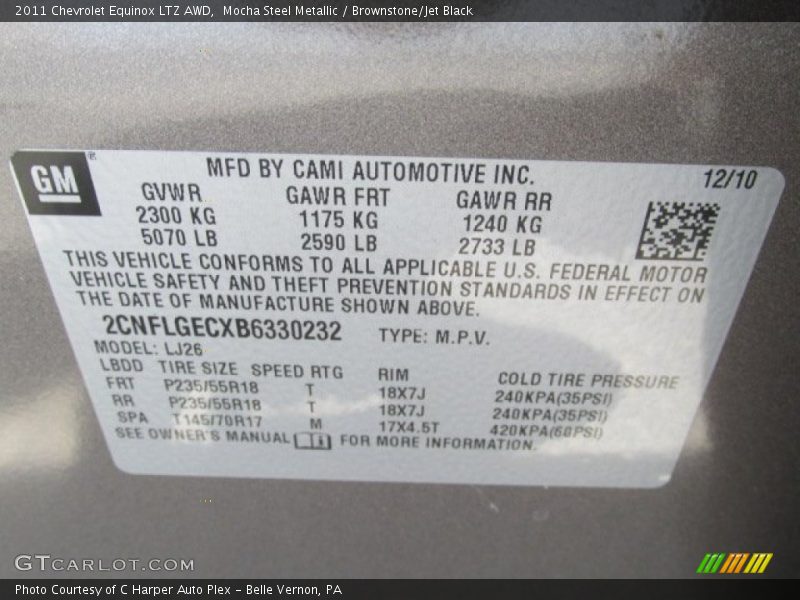 2011 Chevrolet Equinox LTZ AWD, Mocha Steel Metallic / Brownstone/Jet Black
GM®
MFD BY CAMI AUTOMOTIVE INC. 12/10
GVWR GAWR FRT GAWR RR
2300 KG 1175 KG 1240 KG
5070 LB 2590 LB 2733 LB
THIS VEHICLE CONFORMS TO ALL APPLICABLE U.S. FEDERAL MOTOR
VEHICLE SAFETY AND THEFT PREVENTION STANDARDS IN EFFECT ON
THE DATE OF MANUFACTURE SHOWN ABOVE.
2CNFLGECXB6330232 TYPE: M.P.V.
MODEL: LJ26
LBDD TIRE SIZE SPEED RTG RIM COLD TIRE PRESSURE
FRT P235/55R18 T 18X7J 240KPA(35PSI)
RR P235/55R18 T 18X7J 240KPA(35PSI)
SPA T145/70R17 M 17X4.5T 420KPA(60PSI)
SEE OWNER'S MANUAL FOR MORE INFORMATION.
GTCARLOT.COM
Photo Courtesy of C Harper Auto Plex – Belle Vernon, PA